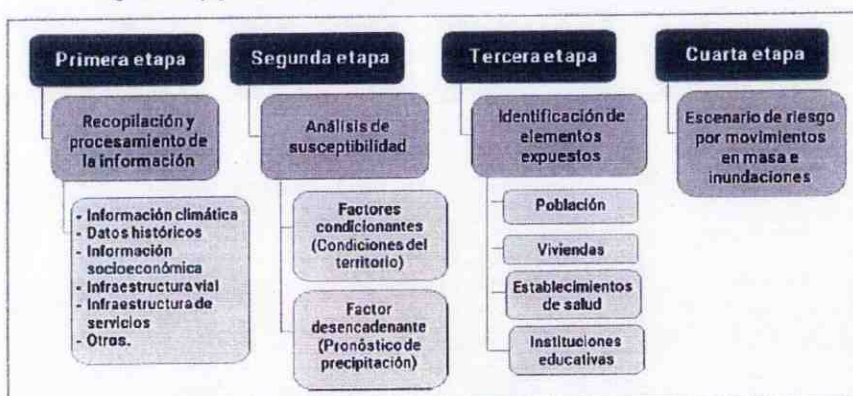 Primera etapa
Recopilación y
procesamiento de
la información
- Información climática
- Datos históricos
- Información
socioeconómica
- Infraestructura vial
- Infraestructura de
servicios
- Otros.
Segunda etapa
Análisis de
susceptibilidad
Factores
condicionantes
(Condiciones del
territorio)
Factor
desencadenante
(Pronóstico de
precipitación)
Tercera etapa
Identificación de
elementos
expuestos
Población
Viviendas
Establecimientos
de salud
Instituciones
educativas
Cuarta etapa
Escenario de riesgo
por movimientos
en masa e
inundaciones